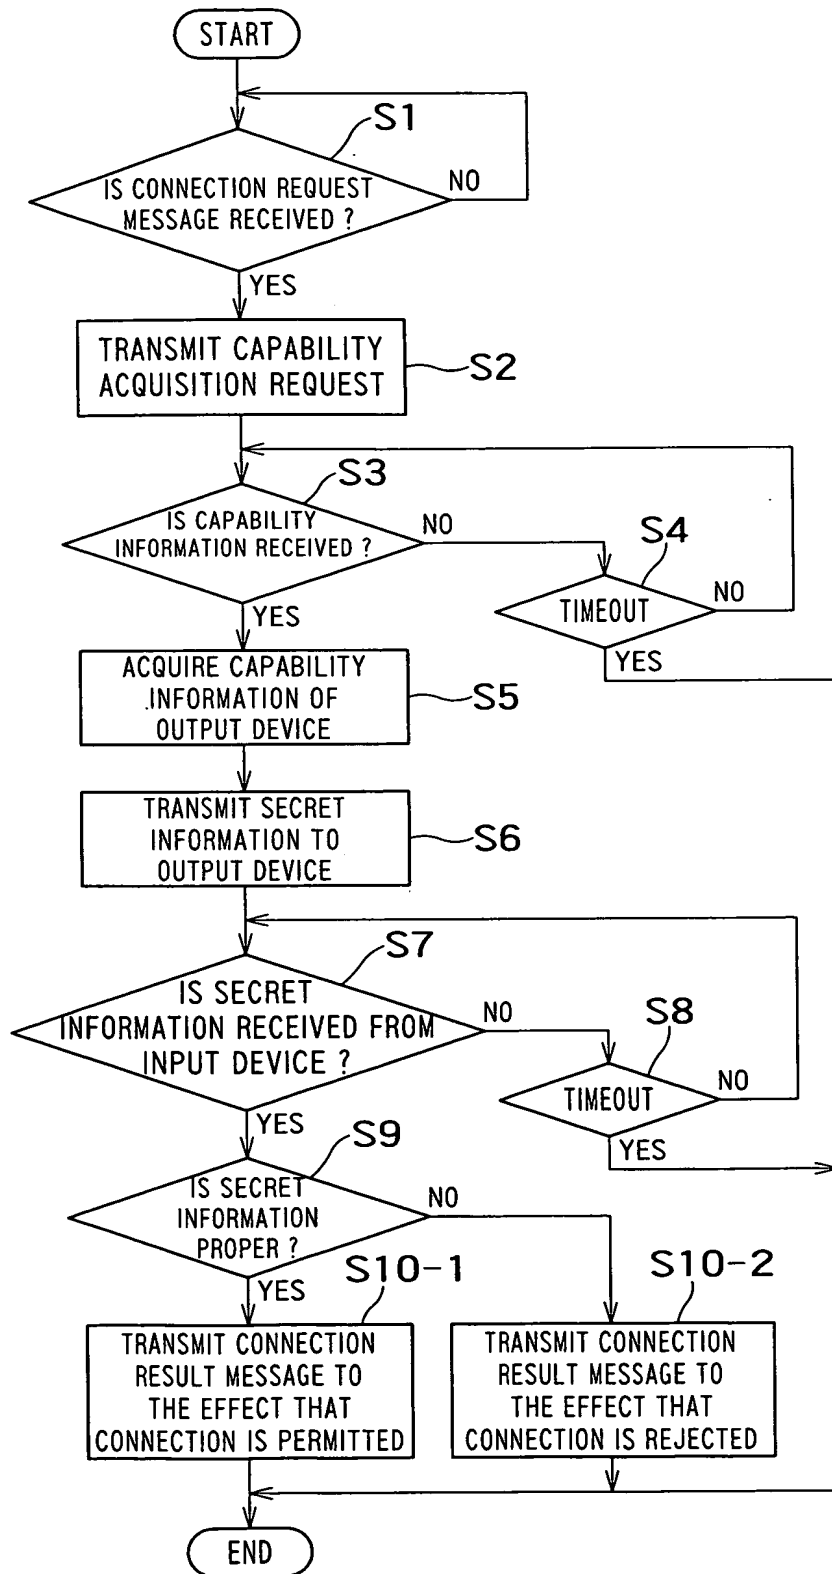 START
S1
IS CONNECTION REQUEST
MESSAGE RECEIVED ?
NO
YES
TRANSMIT CAPABILITY
ACQUISITION REQUEST
S2
S3
IS CAPABILITY
INFORMATION RECEIVED ?
NO
S4
TIMEOUT
NO
YES
YES
ACQUIRE CAPABILITY
INFORMATION OF
OUTPUT DEVICE
S5
TRANSMIT SECRET
INFORMATION TO
OUTPUT DEVICE
S6
S7
IS SECRET
INFORMATION RECEIVED FROM
INPUT DEVICE ?
NO
S8
TIMEOUT
NO
YES
YES
S9
IS SECRET
INFORMATION
PROPER ?
NO
YES
S10-1
TRANSMIT CONNECTION
RESULT MESSAGE TO
THE EFFECT THAT
CONNECTION IS PERMITTED
S10-2
TRANSMIT CONNECTION
RESULT MESSAGE TO
THE EFFECT THAT
CONNECTION IS REJECTED
END